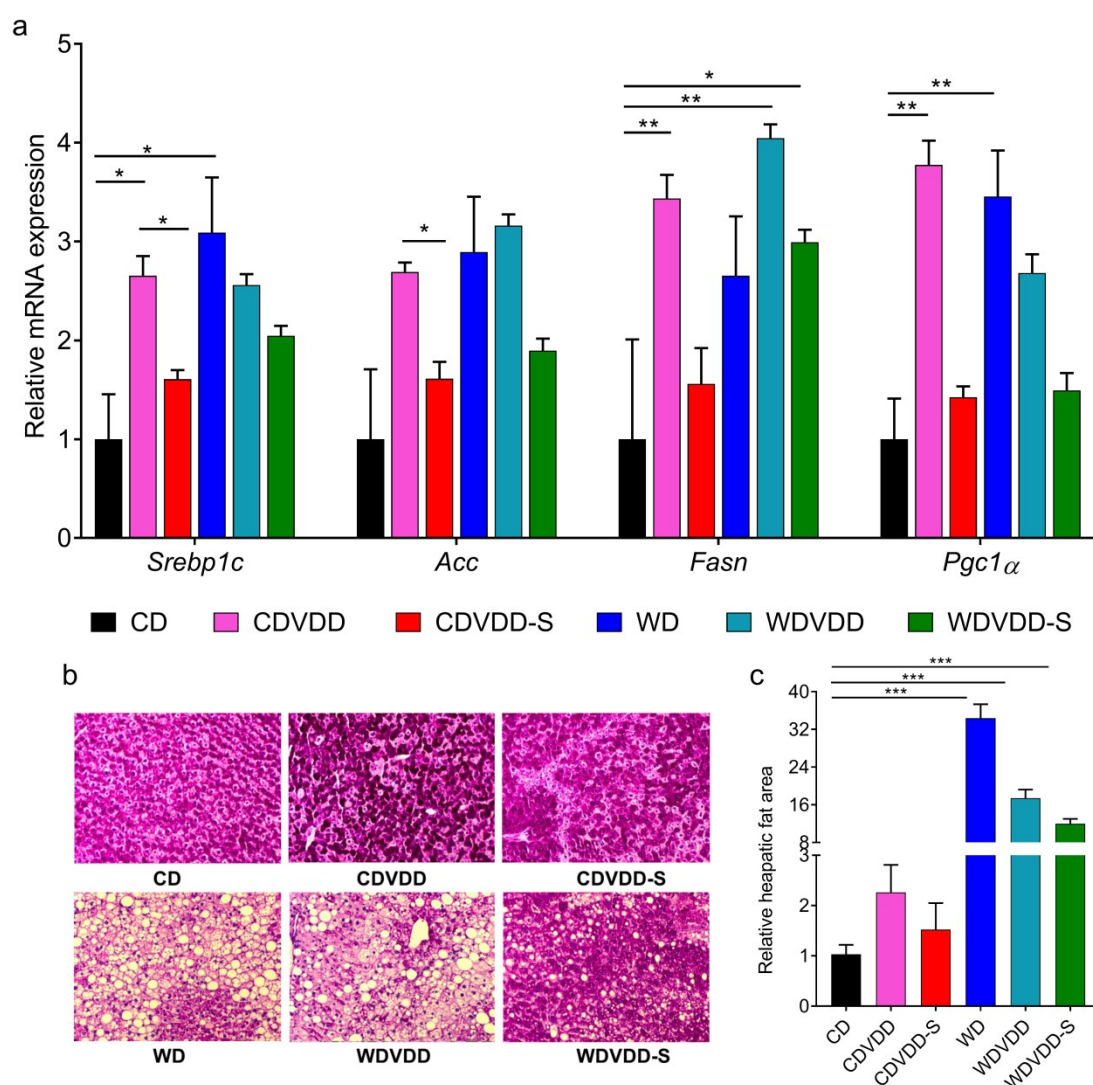 a
5
4
3
2
1
0
Relative mRNA expression
* * * * ** ** * ** **
Srebp1c Acc Fasn Pgc1α
CD CDVDD CDVDD-S WD WDVDD WDVDD-S
b
CD CDVDD CDVDD-S
WD WDVDD WDVDD-S
c
***
***
***
40
32
24
16
8
3
2
1
0
Relative heapatic fat area
CD CDVDD CDVDD-S WD WDVDD WDVDD-S